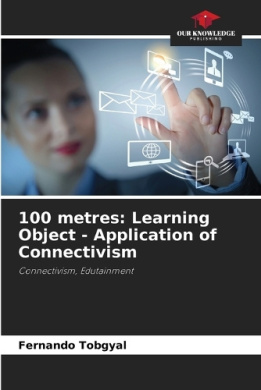 OUR KNOWLEDGE
PUBLISHING
100 metres: Learning
Object - Application of
Connectivism
Connectivism, Edutainment
Fernando Tobgyal